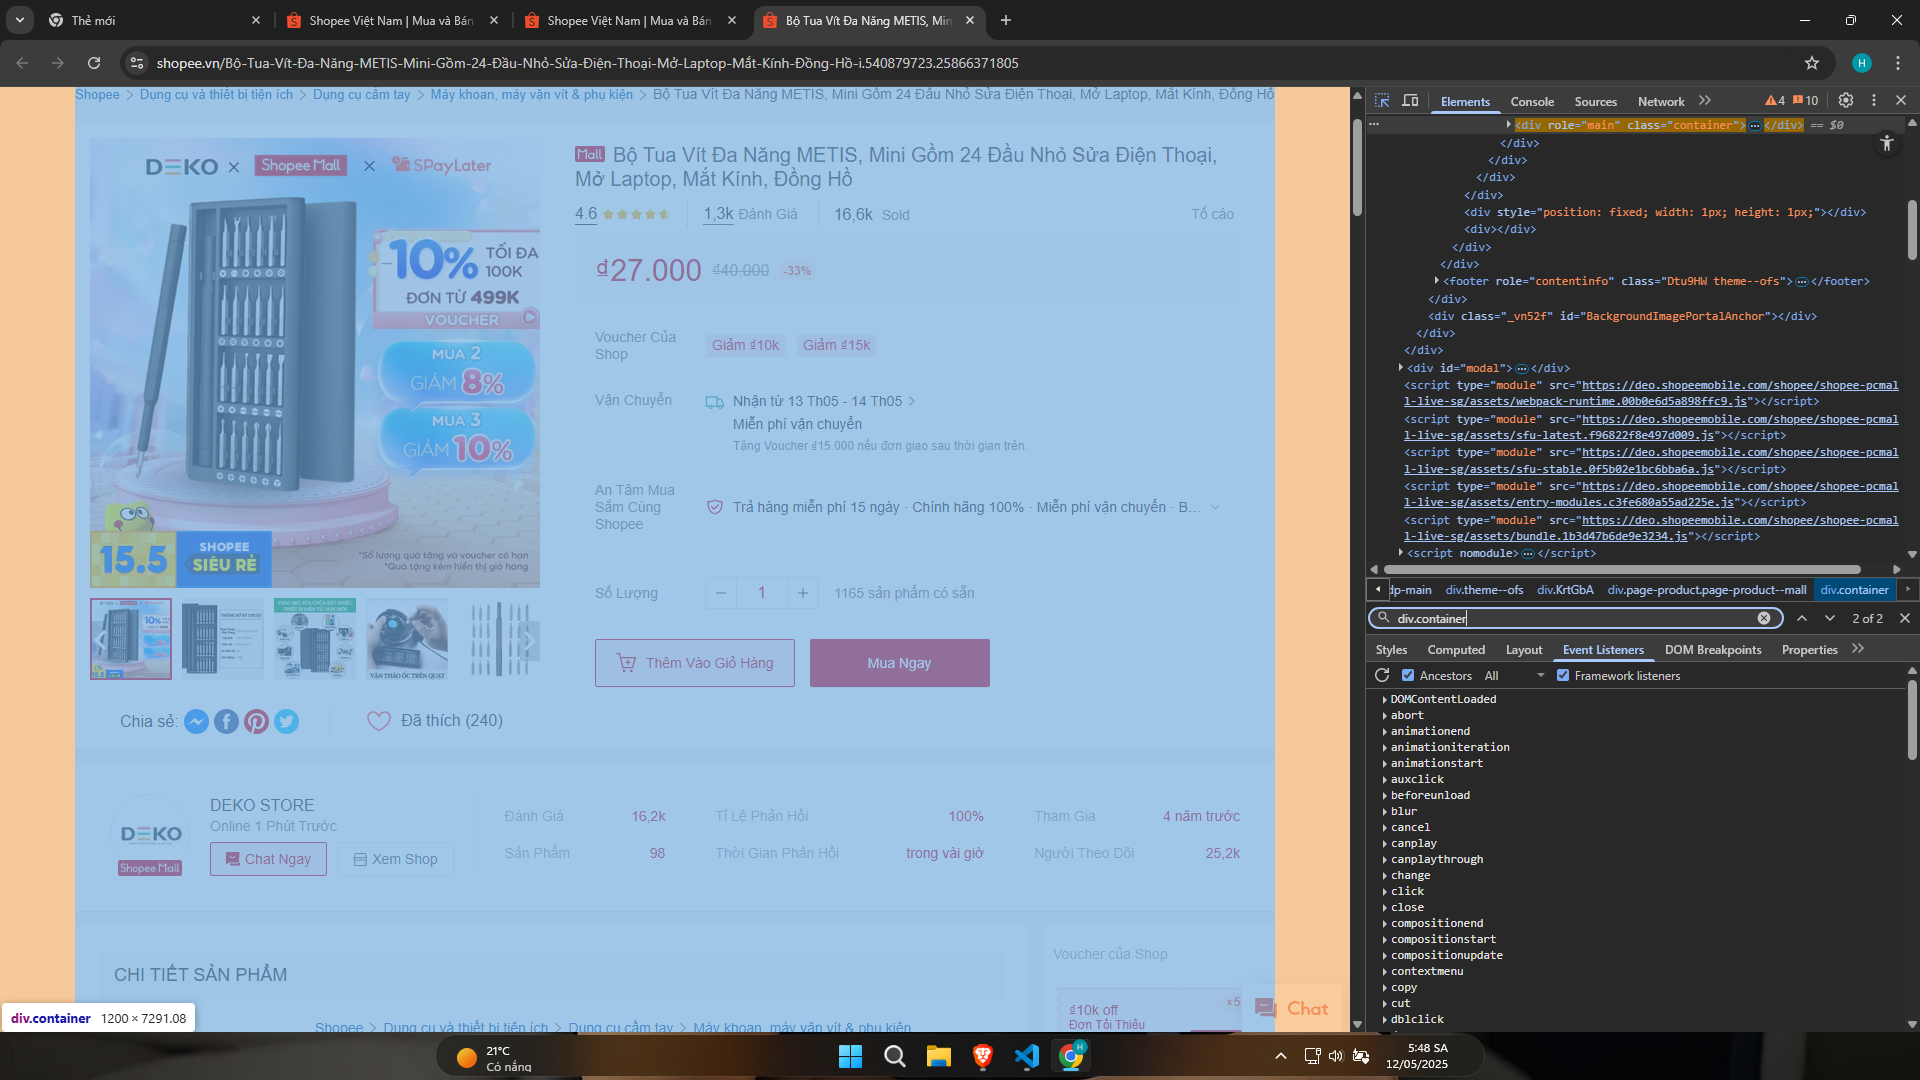 Thẻ mới
Shopee Việt Nam | Mua và Bán
Shopee Việt Nam | Mua và Bán
Bộ Tua Vít Đa Năng METIS, Min
shopee.vn/Bộ-Tua-Vít-Đa-Năng-METIS-Mini-Gồm-24-Đầu-Nhỏ-Sửa-Điện-Thoại-Mở-Laptop-Mắt-Kính-Đồng-Hồ-i.540879723.25866371805
H
Shopee > Dụng cụ và thiết bị tiện ích > Dụng cụ cầm tay > Máy khoan, máy vặn vít & phụ kiện > Bộ Tua Vít Đa Năng METIS, Mini Gồm 24 Đầu Nhỏ Sửa Điện Thoại, Mở Laptop, Mắt Kính, Đồng Hồ
DEKO × Shopee Mall × SPayLater
-10% TỐI ĐA 100K
ĐƠN TỪ 499K
VOUCHER
MUA 2
GIẢM 8%
MUA 3
GIẢM 10%
15.5 SHOPEE SIÊU RẺ
*Số lượng quà tặng và voucher có hạn
*Quà tặng kèm hiển thị giỏ hàng
Mall Bộ Tua Vít Đa Năng METIS, Mini Gồm 24 Đầu Nhỏ Sửa Điện Thoại,
Mở Laptop, Mắt Kính, Đồng Hồ
4.6 1,3k Đánh Giá 16,6k Sold Tố cáo
₫27.000 ₫40.000 -33%
Voucher Của Shop
Giảm ₫10k Giảm ₫15k
Vận Chuyển
Nhận từ 13 Th05 - 14 Th05 >
Miễn phí vận chuyển
Tặng Voucher ₫15.000 nếu đơn giao sau thời gian trên.
An Tâm Mua Sắm Cùng Shopee
Trả hàng miễn phí 15 ngày · Chính hãng 100% · Miễn phí vận chuyển · B...
Số Lượng
− 1 + 1165 sản phẩm có sẵn
VẶN THÁO ỐC TRÊN QUẠT
Thêm Vào Giỏ Hàng
Mua Ngay
Chia sẻ:
Đã thích (240)
DEKO
Shopee Mall
DEKO STORE
Online 1 Phút Trước
Chat Ngay
Xem Shop
Đánh Giá 16,2k Tỉ Lệ Phản Hồi 100% Tham Gia 4 năm trước
Sản Phẩm 98 Thời Gian Phản Hồi trong vài giờ Người Theo Dõi 25,2k
CHI TIẾT SẢN PHẨM
Shopee > Dụng cụ và thiết bị tiện ích > Dụng cụ cầm tay > Máy khoan, máy vặn vít & phụ kiện
Voucher của Shop
₫10k off
Đơn Tối Thiểu
x5
Chat
div.container 1200 × 7291.08
Elements Console Sources Network 4 10
<div role="main" class="container"> … </div> == $0
</div>
</div>
</div>
</div>
<div style="position: fixed; width: 1px; height: 1px;"></div>
<div></div>
</div>
</div>
<footer role="contentinfo" class="Dtu9HW theme--ofs"> … </footer>
</div>
<div class="_vn52f" id="BackgroundImagePortalAnchor"></div>
</div>
</div>
<div id="modal"> … </div>
<script type="module" src="https://deo.shopeemobile.com/shopee/shopee-pcmal
l-live-sg/assets/webpack-runtime.00b0e6d5a898ffc9.js"></script>
<script type="module" src="https://deo.shopeemobile.com/shopee/shopee-pcmal
l-live-sg/assets/sfu-latest.f96822f8e497d009.js"></script>
<script type="module" src="https://deo.shopeemobile.com/shopee/shopee-pcmal
l-live-sg/assets/sfu-stable.0f5b02e1bc6bba6a.js"></script>
<script type="module" src="https://deo.shopeemobile.com/shopee/shopee-pcmal
l-live-sg/assets/entry-modules.c3fe680a55ad225e.js"></script>
<script type="module" src="https://deo.shopeemobile.com/shopee/shopee-pcmal
l-live-sg/assets/bundle.1b3d47b6de9e3234.js"></script>
<script nomodule> … </script>
dp-main div.theme--ofs div.KrtGbA div.page-product.page-product--mall div.container
div.container 2 of 2
Styles Computed Layout Event Listeners DOM Breakpoints Properties
Ancestors All Framework listeners
DOMContentLoaded
abort
animationend
animationiteration
animationstart
auxclick
beforeunload
blur
cancel
canplay
canplaythrough
change
click
close
compositionend
compositionstart
compositionupdate
contextmenu
copy
cut
dblclick
21°C
Có nắng
H
5:48 SA
12/05/2025